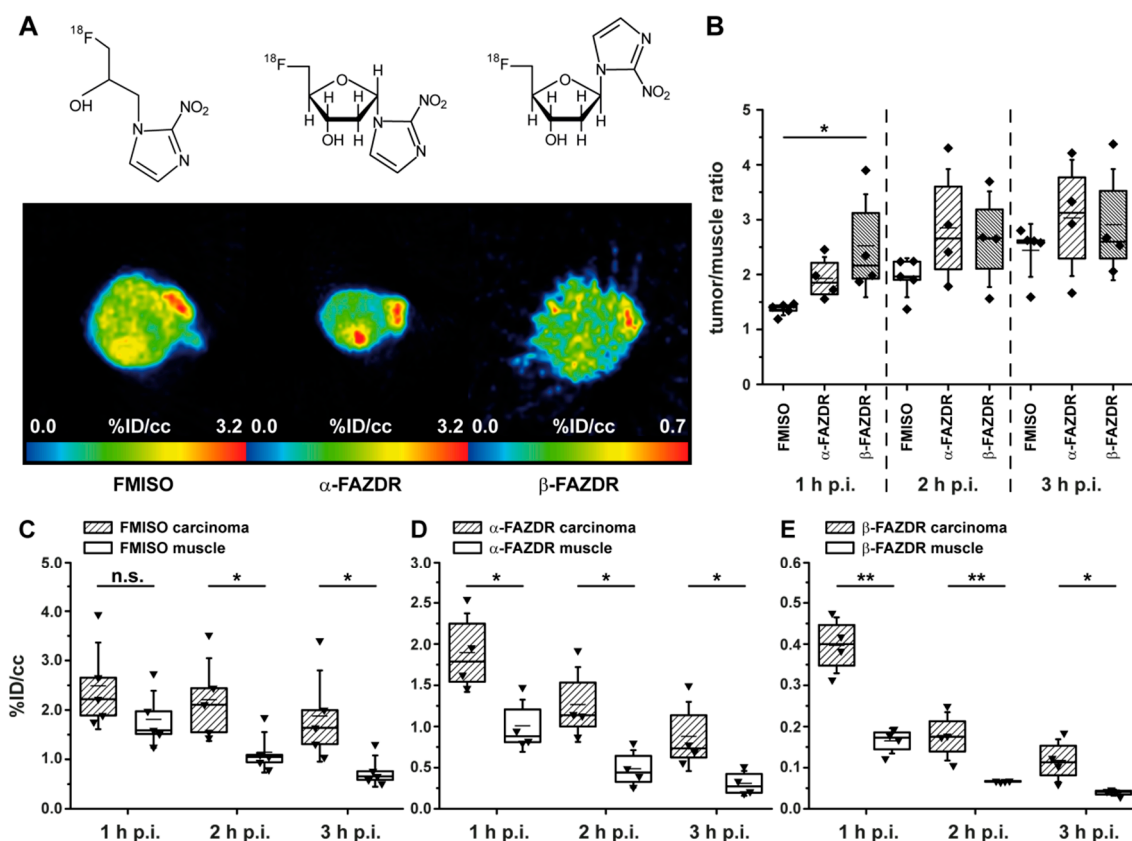 A
18F
OH
N
NO2
N
18F
O
H
H
H
H
OH
H
N
NO2
N
18F
O
N
N
NO2
H
H
H
OH
H
H
0.0 %ID/cc 3.2
0.0 %ID/cc 3.2
0.0 %ID/cc 0.7
FMISO α-FAZDR β-FAZDR
B
tumor/muscle ratio
5
4
3
2
1
0
*
FMISO α-FAZDR β-FAZDR FMISO α-FAZDR β-FAZDR FMISO α-FAZDR β-FAZDR
1 h p.i. 2 h p.i. 3 h p.i.
C
FMISO carcinoma
FMISO muscle
%ID/cc
5.0
4.0
3.0
2.0
1.0
0.0
n.s. * *
1 h p.i. 2 h p.i. 3 h p.i.
D
α-FAZDR carcinoma
α-FAZDR muscle
3.0
2.5
2.0
1.5
1.0
0.5
0.0
* * *
1 h p.i. 2 h p.i. 3 h p.i.
E
β-FAZDR carcinoma
β-FAZDR muscle
0.6
0.5
0.4
0.3
0.2
0.1
0.0
** ** *
1 h p.i. 2 h p.i. 3 h p.i.